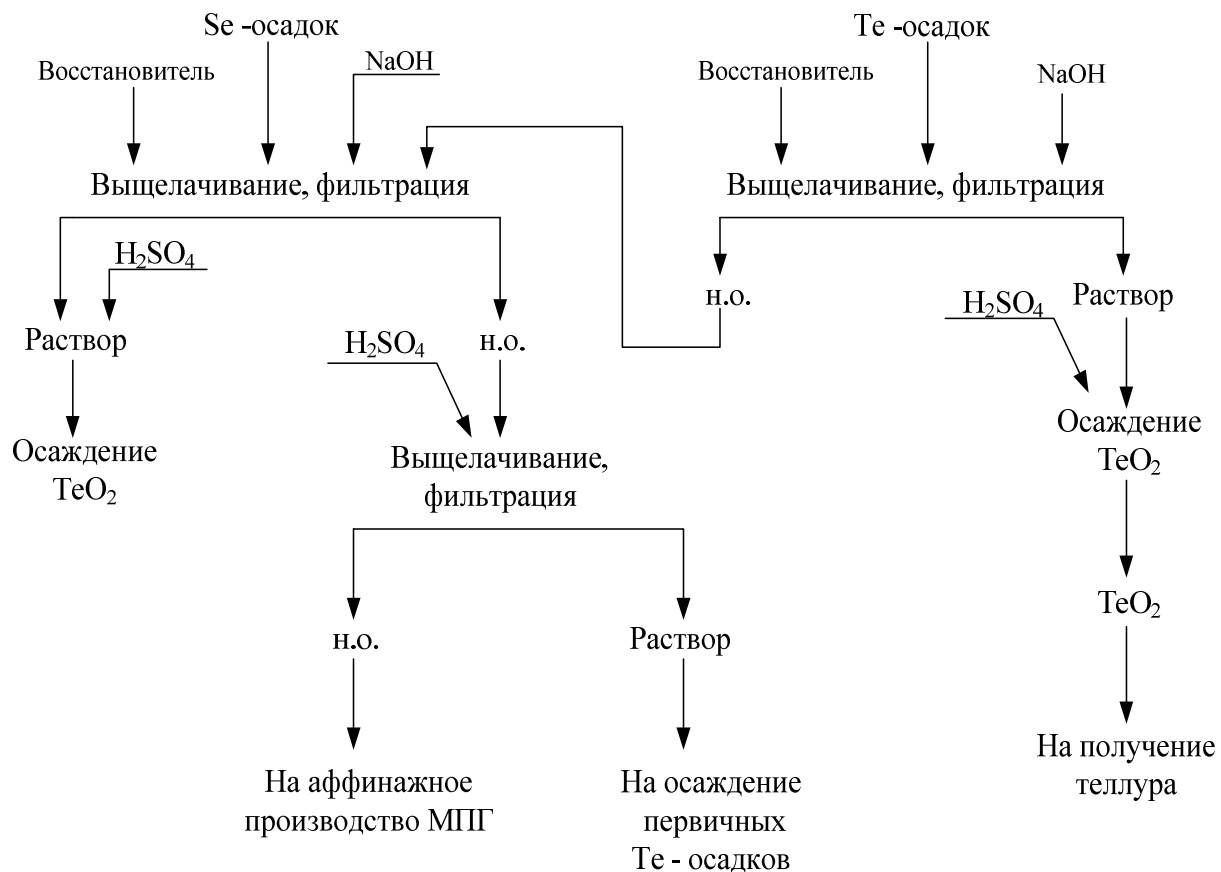 Se -осадок
Te -осадок
Восстановитель
NaOH
Восстановитель
NaOH
Выщелачивание, фильтрация
Выщелачивание, фильтрация
H₂SO₄
н.о.
H₂SO₄
Раствор
Раствор
H₂SO₄
н.о.
Осаждение
TeO₂
Выщелачивание,
фильтрация
Осаждение
TeO₂
TeO₂
н.о.
Раствор
На аффинажное
производство МПГ
На осаждение
первичных
Te - осадков
На получение
теллура